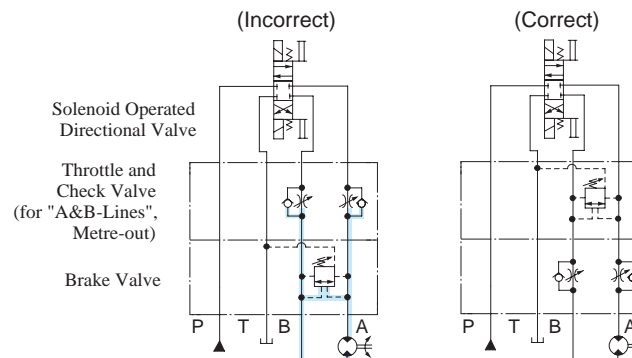 (Incorrect)
(Correct)
Solenoid Operated
Directional Valve
Throttle and
Check Valve
(for "A&B-Lines",
Metre-out)
Brake Valve
P T B A
P T B A